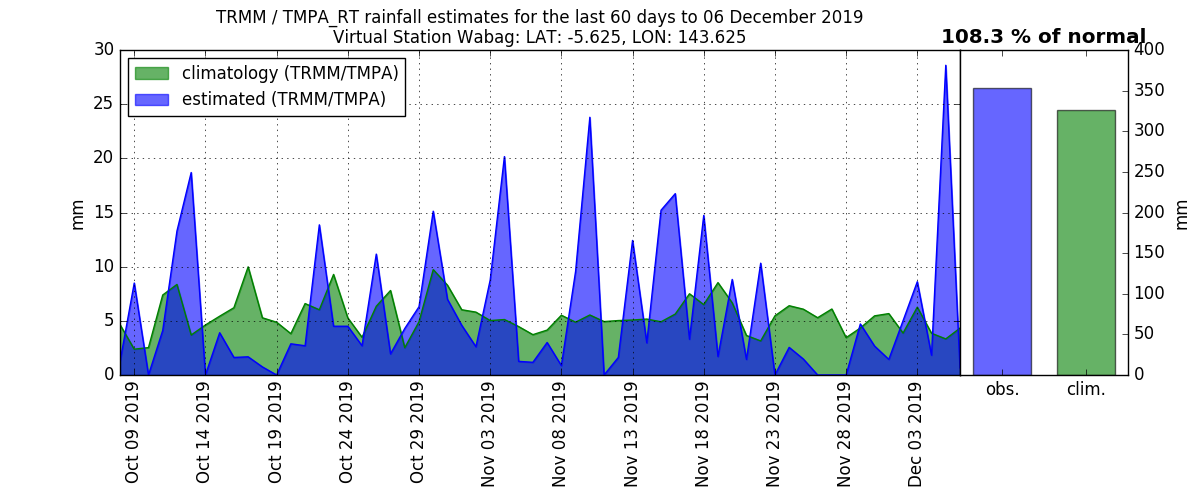 TRMM / TMPA_RT rainfall estimates for the last 60 days to 06 December 2019
Virtual Station Wabag: LAT: -5.625, LON: 143.625
108.3 % of normal
climatology (TRMM/TMPA)
estimated (TRMM/TMPA)
30
25
20
15
10
5
0
mm
Oct 09 2019
Oct 14 2019
Oct 19 2019
Oct 24 2019
Oct 29 2019
Nov 03 2019
Nov 08 2019
Nov 13 2019
Nov 18 2019
Nov 23 2019
Nov 28 2019
Dec 03 2019
400
350
300
250
200
150
100
50
0
mm
obs.
clim.